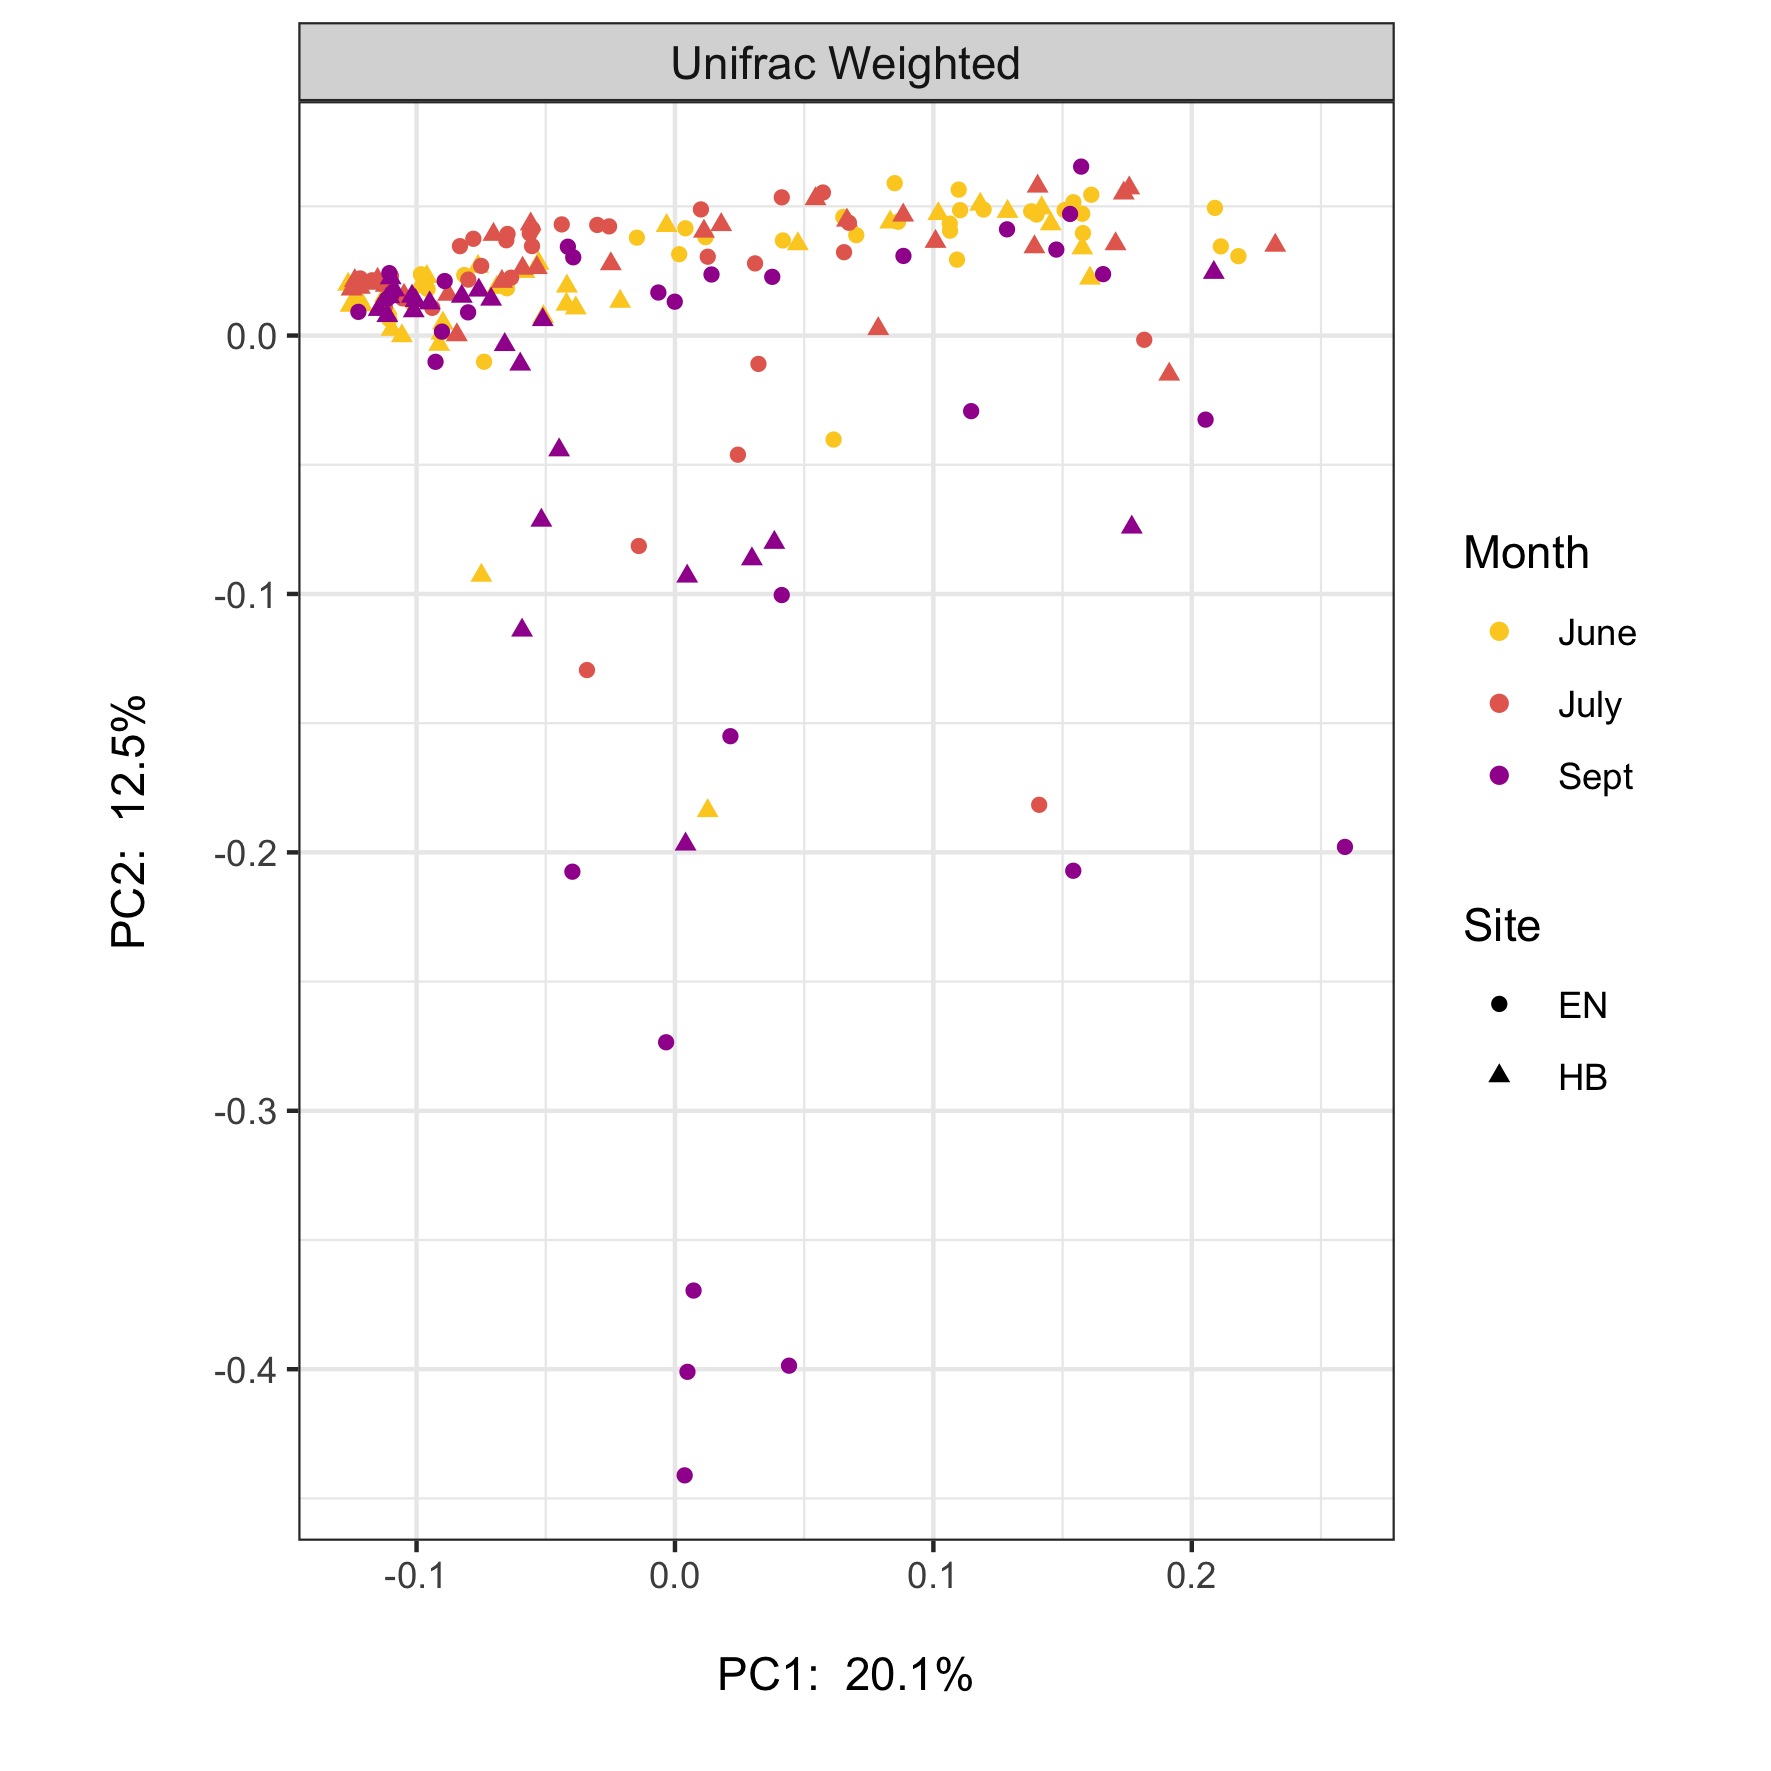 Unifrac Weighted
0.0
-0.1
-0.2
-0.3
-0.4
PC2: 12.5%
-0.1
0.0
0.1
0.2
PC1: 20.1%
Month
June
July
Sept
Site
EN
HB